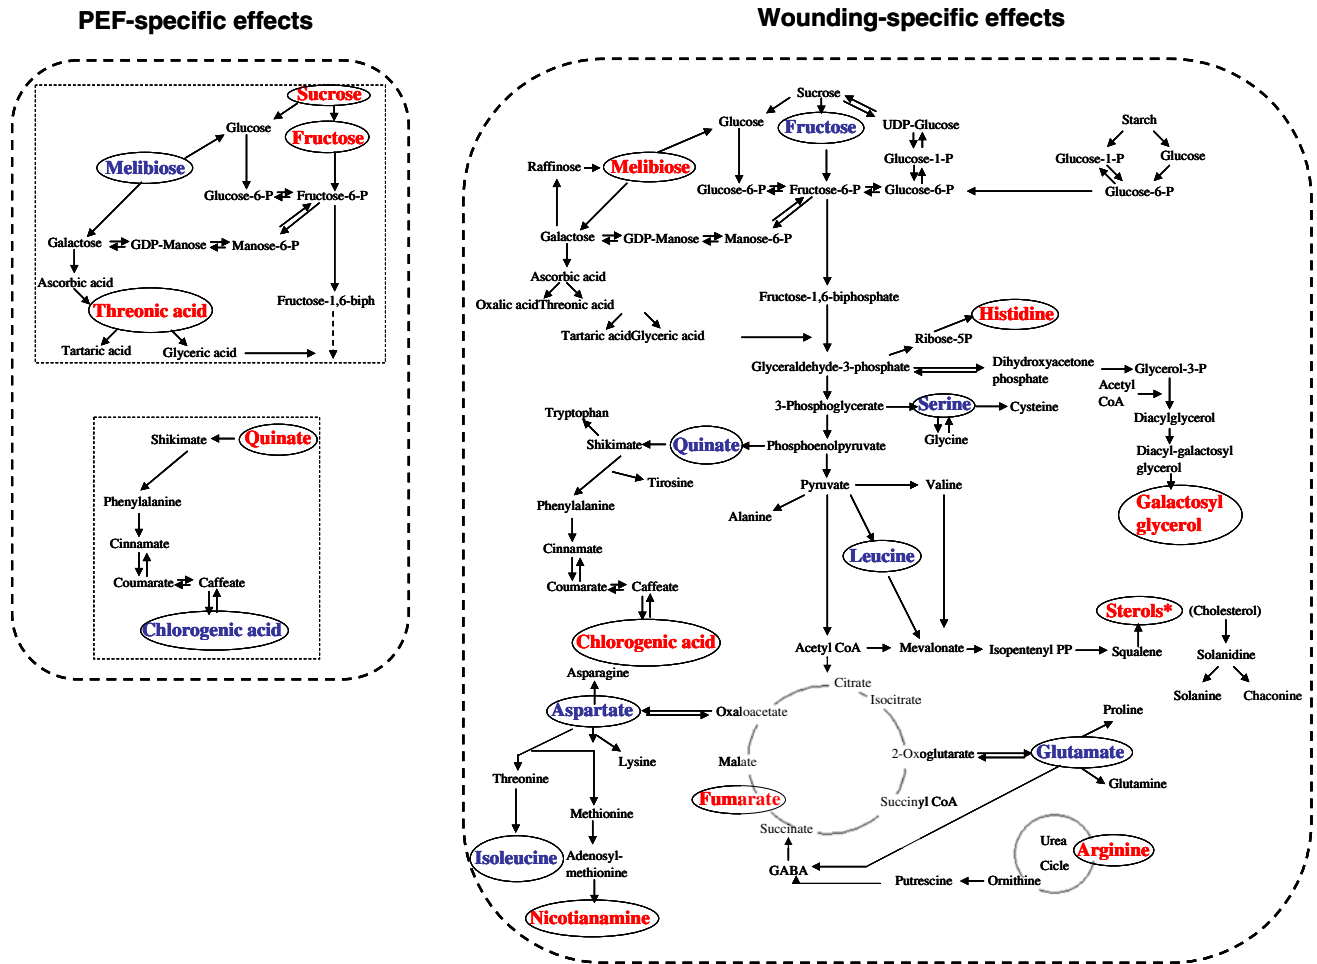 PEF-specific effects
Sucrose
Glucose
Fructose
Melibiose
Glucose-6-P
Fructose-6-P
Galactose
GDP-Manose
Manose-6-P
Ascorbic acid
Threonic acid
Fructose-1,6-biph
Tartaric acid
Glyceric acid
Shikimate
Quinate
Phenylalanine
Cinnamate
Coumarate
Caffeate
Chlorogenic acid
Wounding-specific effects
Sucrose
Glucose
Fructose
UDP-Glucose
Starch
Raffinose
Melibiose
Glucose-1-P
Glucose-1-P
Glucose
Glucose-6-P
Fructose-6-P
Glucose-6-P
Glucose-6-P
Galactose
GDP-Manose
Manose-6-P
Ascorbic acid
Oxalic acid
Threonic acid
Fructose-1,6-biphosphate
Tartaric acid
Glyceric acid
Histidine
Ribose-5P
Glyceraldehyde-3-phosphate
Dihydroxyacetone
phosphate
Glycerol-3-P
Acetyl
CoA
3-Phosphoglycerate
Serine
Cysteine
Diacylglycerol
Tryptophan
Shikimate
Quinate
Phosphoenolpyruvate
Glycine
Diacyl-galactosyl
glycerol
Tirosine
Pyruvate
Valine
Galactosyl
glycerol
Phenylalanine
Alanine
Cinnamate
Leucine
Coumarate
Caffeate
Chlorogenic acid
Sterols*
(Cholesterol)
Acetyl CoA
Mevalonate
Isopentenyl PP
Squalene
Solanidine
Solanine
Chaconine
Asparagine
Aspartate
Oxaloacetate
Citrate
Isocitrate
Proline
Lysine
Malate
2-Oxoglutarate
Glutamate
Threonine
Glutamine
Fumarate
Succinyl CoA
Methionine
Succinate
Urea
Cicle
Arginine
Isoleucine
Adenosyl-
methionine
GABA
Putrescine
Ornithine
Nicotianamine